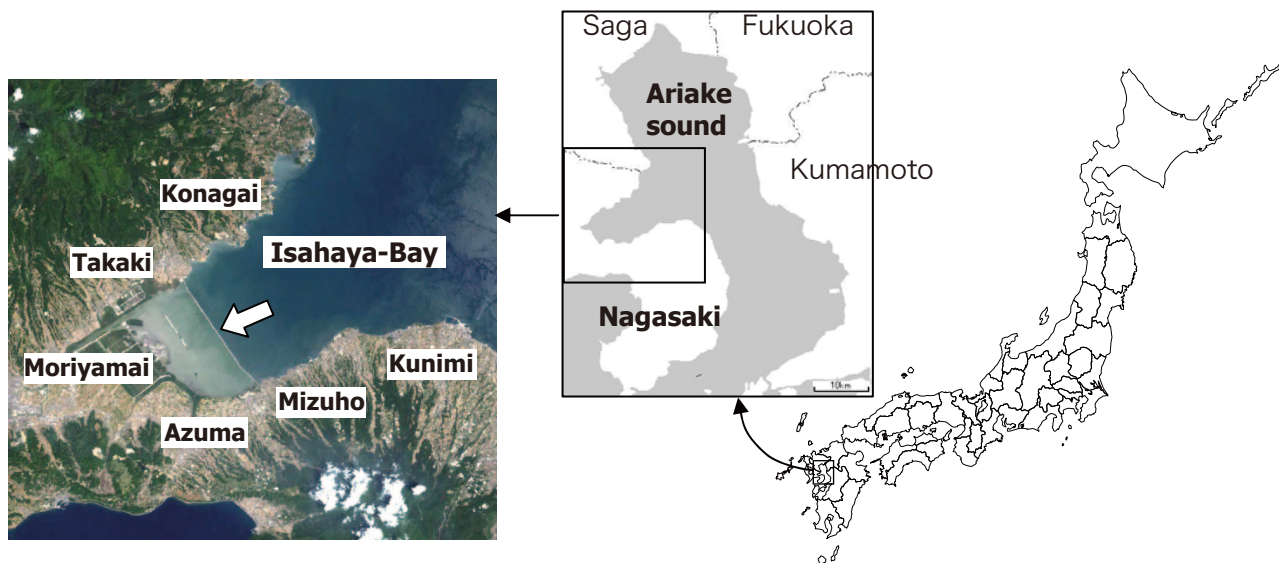 Saga
Fukuoka
Ariake
sound
Kumamoto
Nagasaki
10km
Konagai
Takaki
Isahaya-Bay
Moriyamai
Kunimi
Mizuho
Azuma